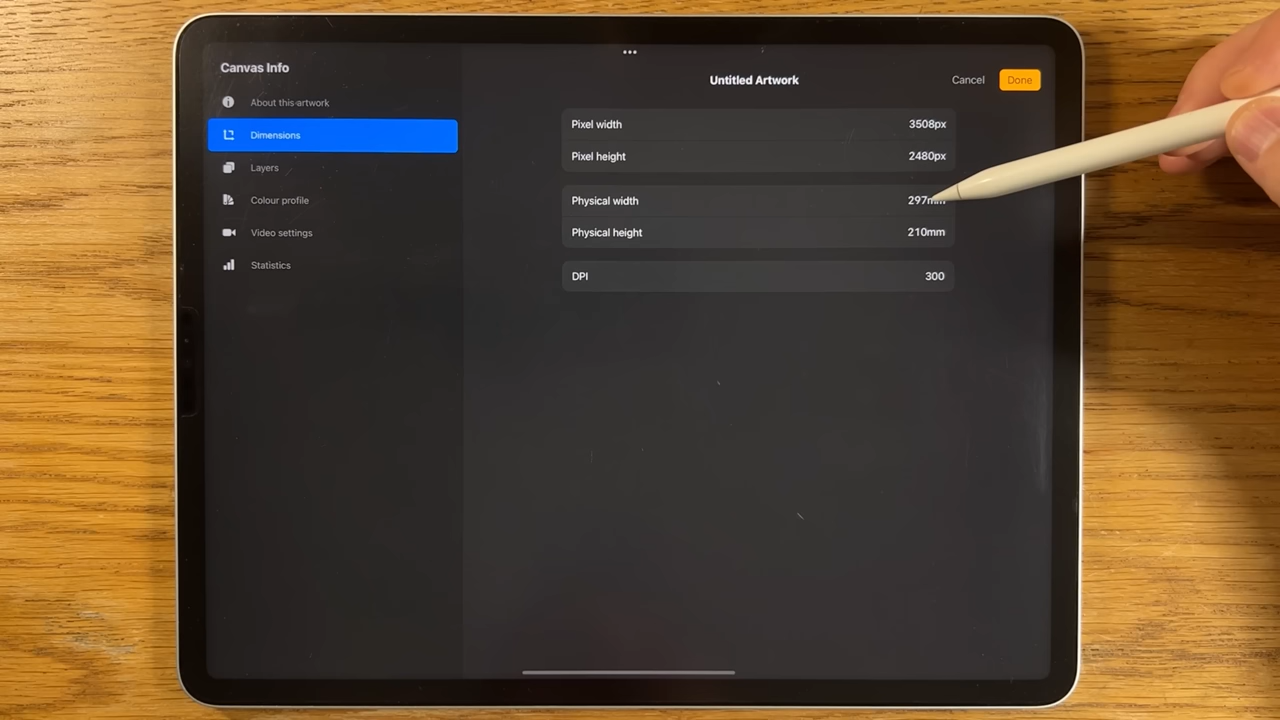 Canvas Info
About this artwork
Dimensions
Layers
Colour profile
Video settings
Statistics
Untitled Artwork
Cancel
Done
Pixel width 3508px
Pixel height 2480px
Physical width 297mm
Physical height 210mm
DPI 300